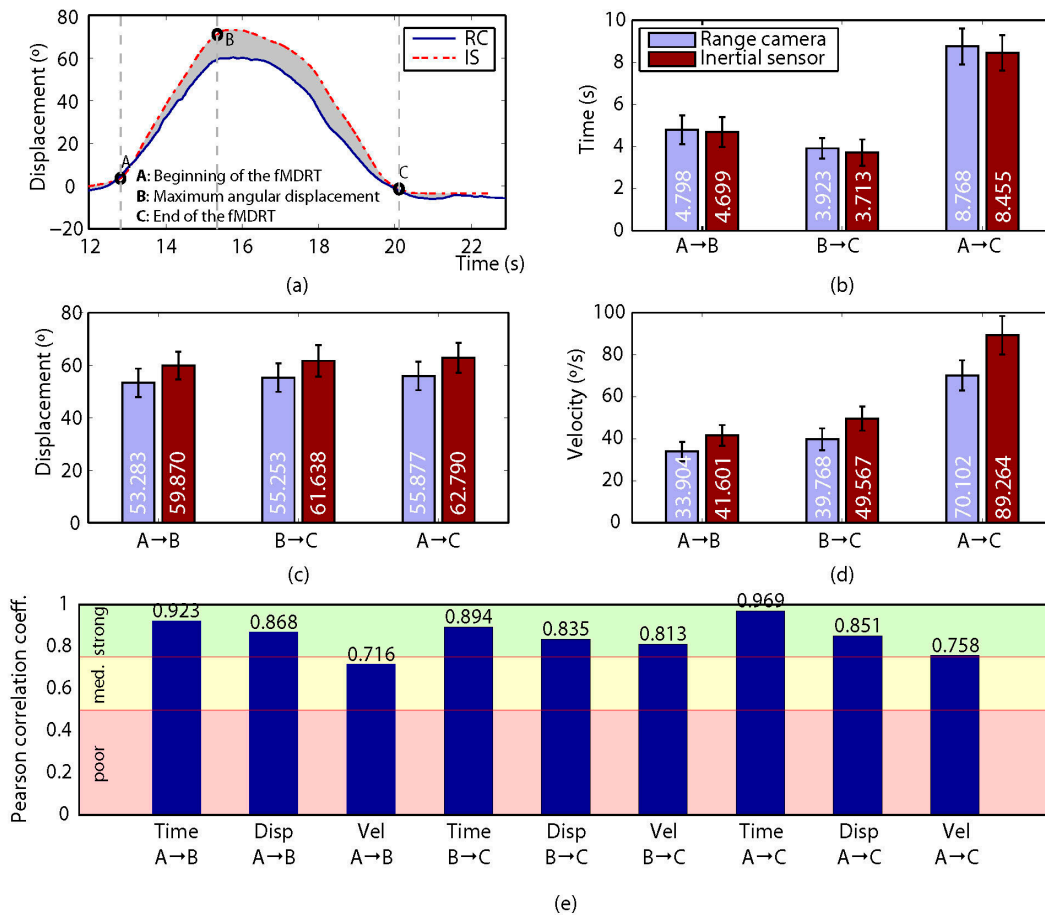 80
60
40
20
0
−20
Displacement (º)
RC
IS
A
B
C
A: Beginning of the fMDRT
B: Maximum angular displacement
C: End of the fMDRT
12
14
16
18
20
22
Time (s)
(a)
10
8
6
4
2
0
Time (s)
Range camera
Inertial sensor
4.798
4.699
3.923
3.713
8.768
8.455
A→B
B→C
A→C
(b)
80
60
40
20
0
Displacement (º)
53.283
59.870
55.253
61.638
55.877
62.790
A→B
B→C
A→C
(c)
100
80
60
40
20
0
Velocity (º/s)
33.904
41.601
39.768
49.567
70.102
89.264
A→B
B→C
A→C
(d)
Pearson correlation coeff.
1
0.8
0.6
0.4
0.2
0
strong
med.
poor
0.923
0.868
0.716
0.894
0.835
0.813
0.969
0.851
0.758
Time
A→B
Disp
A→B
Vel
A→B
Time
B→C
Disp
B→C
Vel
B→C
Time
A→C
Disp
A→C
Vel
A→C
(e)